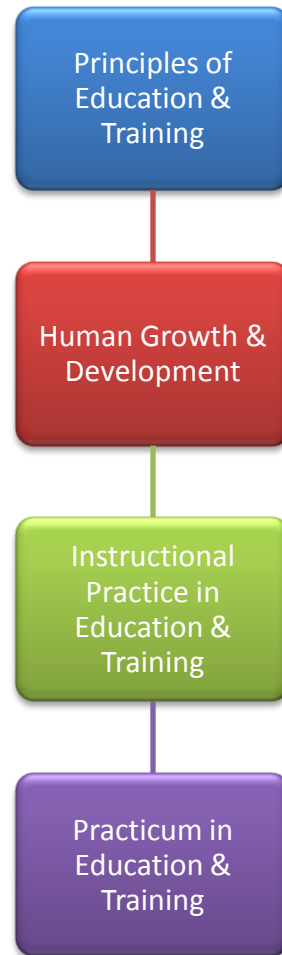 Principles of
Education &
Training
Human Growth &
Development
Instructional
Practice in
Education &
Training
Practicum in
Education &
Training